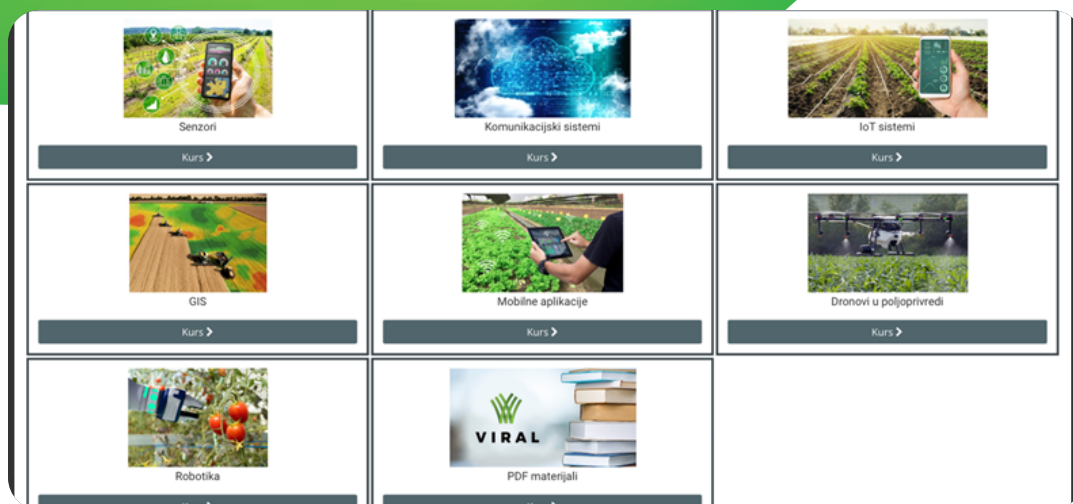 Senzori
Komunikacijski sistemi
IoT sistemi
Kurs
Kurs
Kurs
GIS
Mobilne aplikacije
Dronovi u poljoprivredi
Kurs
Kurs
Kurs
VIRAL
Robotika
PDF materijali